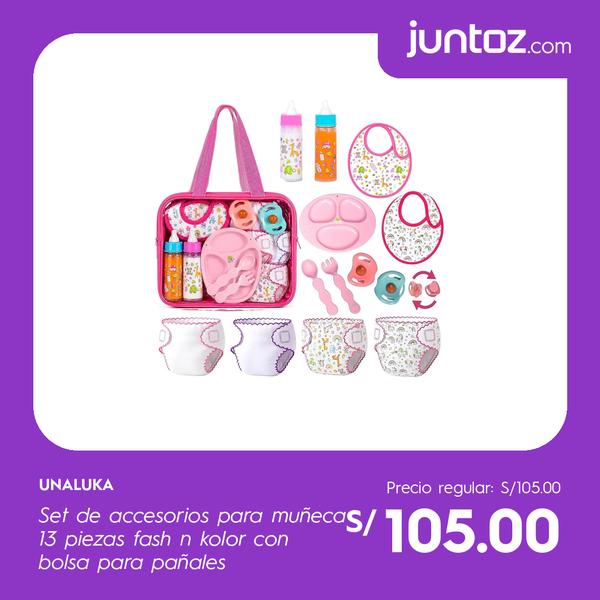 juntoz.com
UNALUKA
Set de accesorios para muñeca
13 piezas fash n kolor con
bolsa para pañales
Precio regular: S/105.00
S/ 105.00